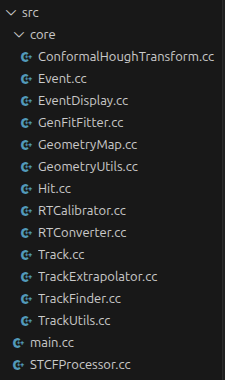 src
core
ConformalHoughTransform.cc
Event.cc
EventDisplay.cc
GenFitFitter.cc
GeometryMap.cc
GeometryUtils.cc
Hit.cc
RTCalibrator.cc
RTConverter.cc
Track.cc
TrackExtrapolator.cc
TrackFinder.cc
TrackUtils.cc
main.cc
STCFProcessor.cc